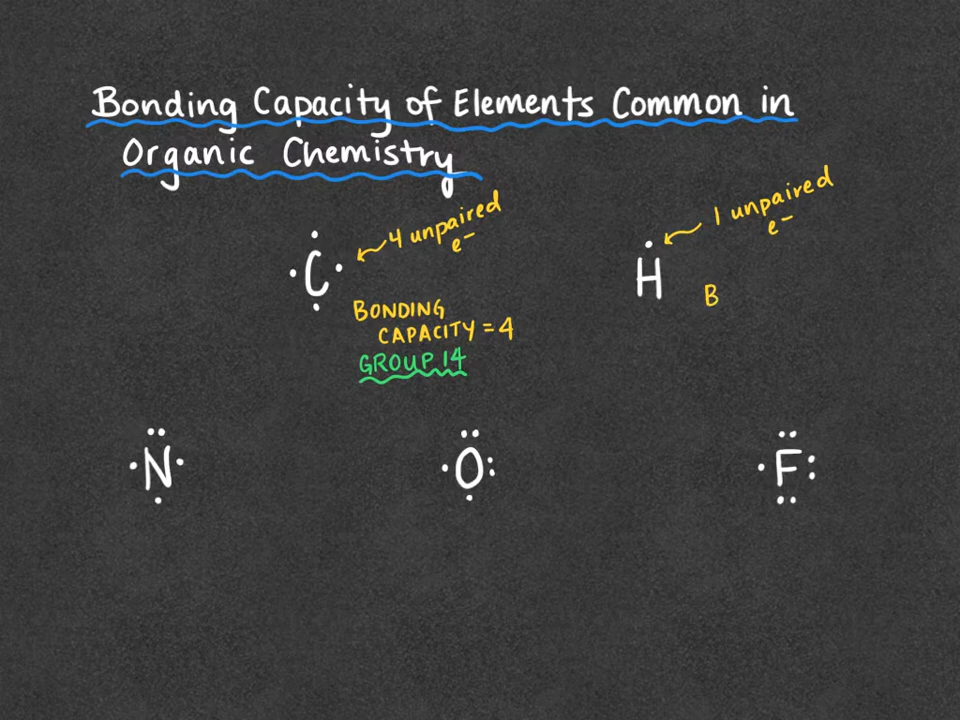 Bonding Capacity of Elements Common in
Organic Chemistry
4 unpaired
e⁻
1 unpaired
e⁻
C
H
B
BONDING
CAPACITY = 4
GROUP 14
N
O
F